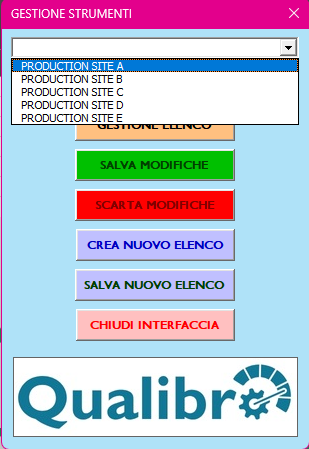 GESTIONE STRUMENTI
PRODUCTION SITE A
PRODUCTION SITE B
PRODUCTION SITE C
PRODUCTION SITE D
PRODUCTION SITE E
GESTIONE ELENCO
SALVA MODIFICHE
SCARTA MODIFICHE
CREA NUOVO ELENCO
SALVA NUOVO ELENCO
CHIUDI INTERFACCIA
Qualibro